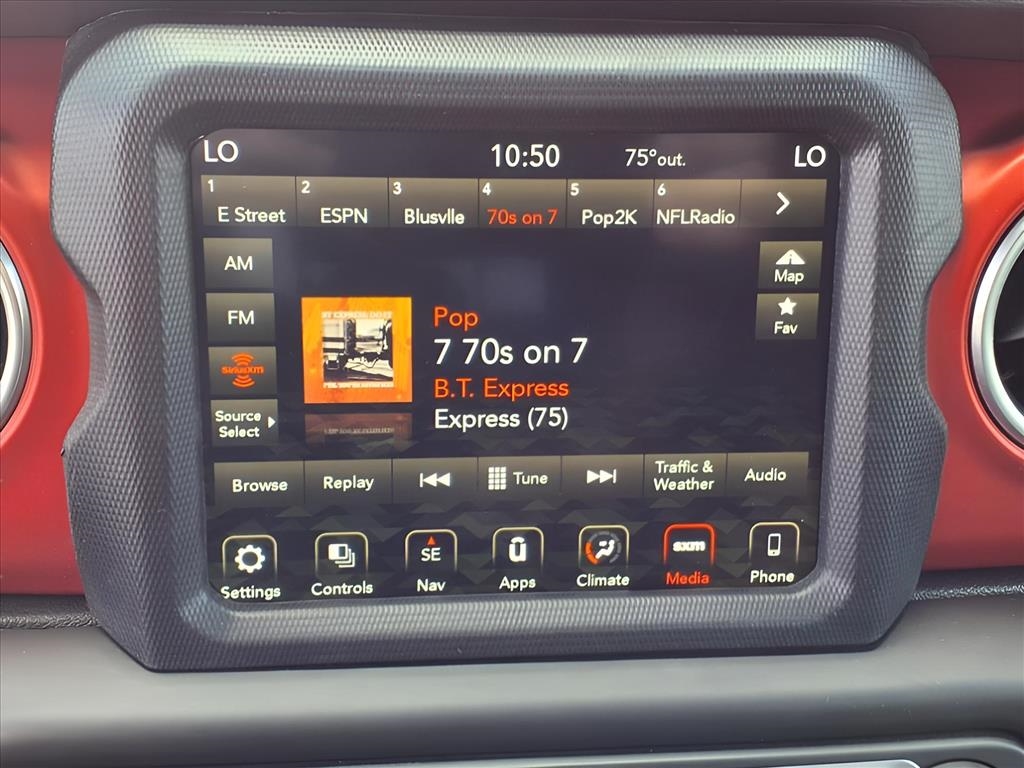 LO 10:50 75°out. LO
1 2 3 4 5 6
E Street ESPN Blusvlle 70s on 7 Pop2K NFLRadio
AM
Map
FM
Fav
SiriusXM
Source
Select
Pop
7 70s on 7
B.T. Express
Express (75)
Browse Replay Tune Traffic & Weather Audio
SE
sxm
Settings Controls Nav Apps Climate Media Phone